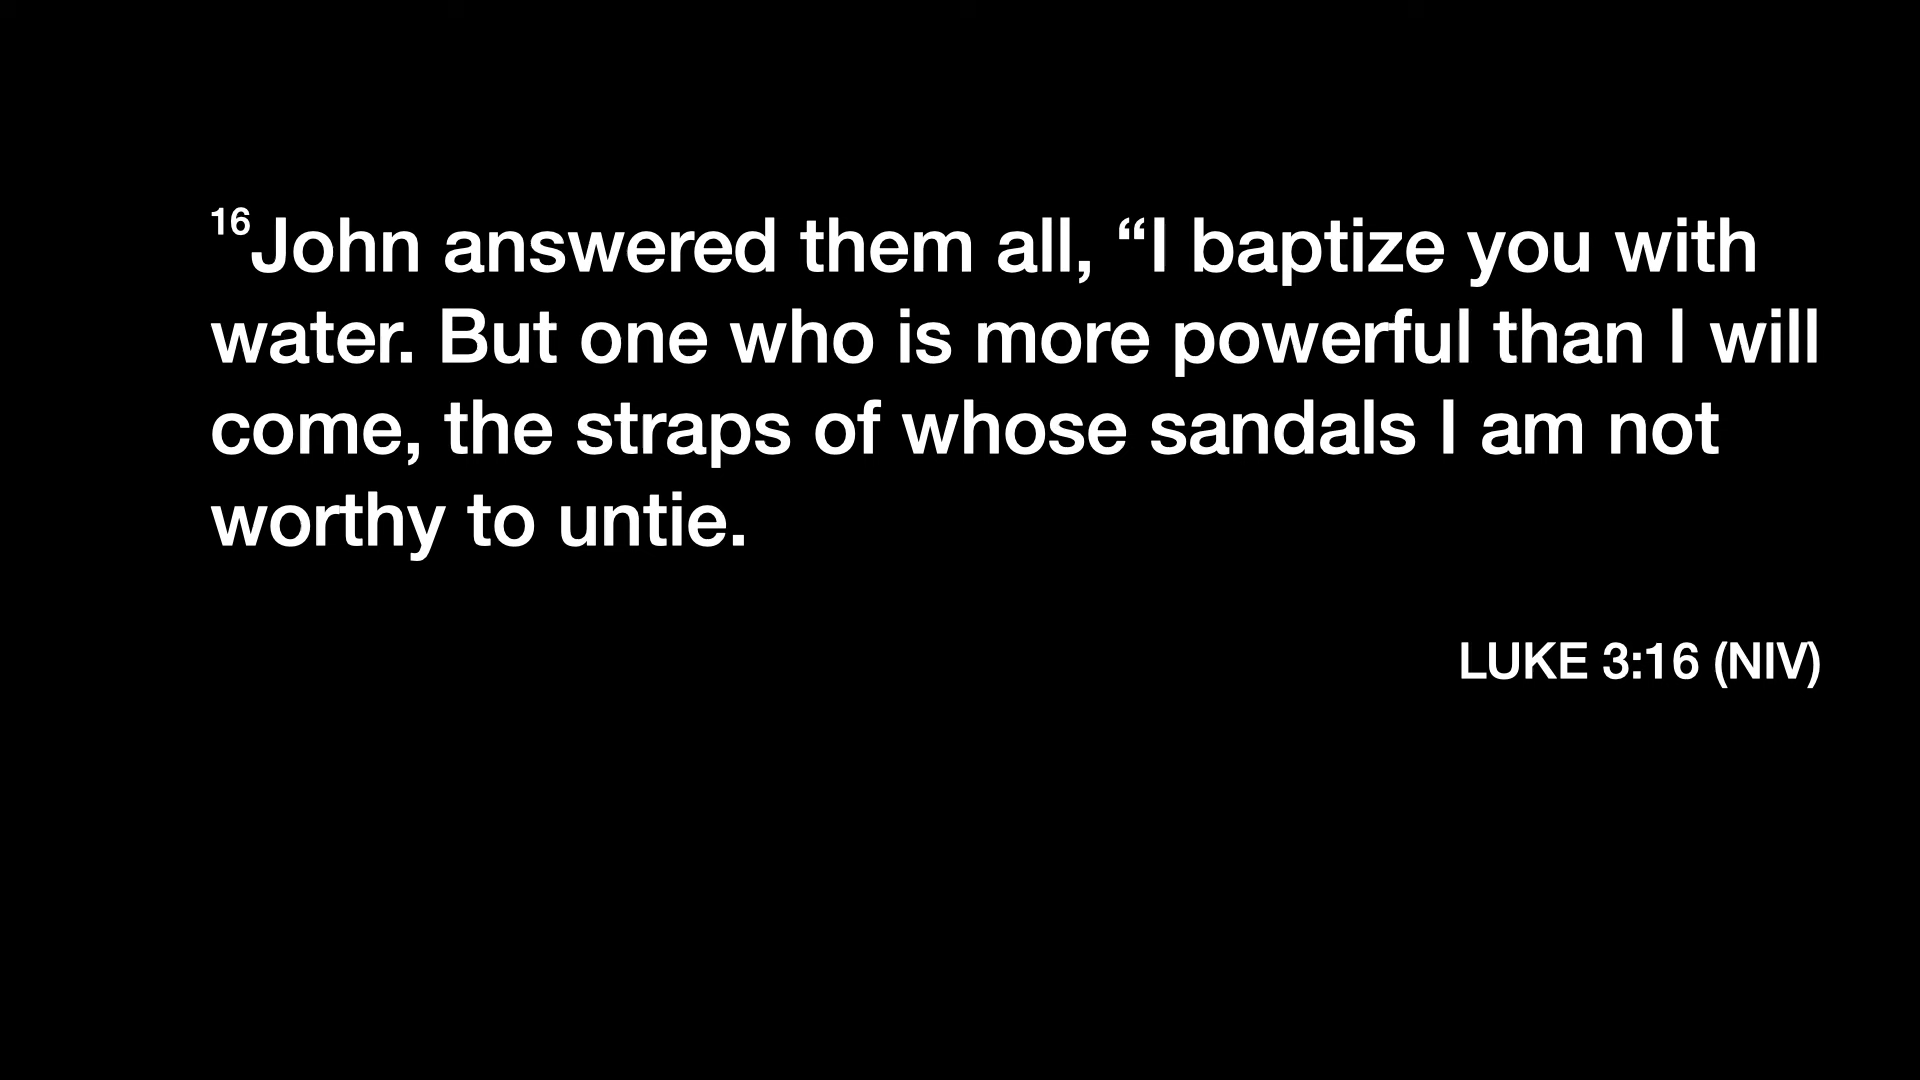 16John answered them all, “I baptize you with
water. But one who is more powerful than I will
come, the straps of whose sandals I am not
worthy to untie.
LUKE 3:16 (NIV)